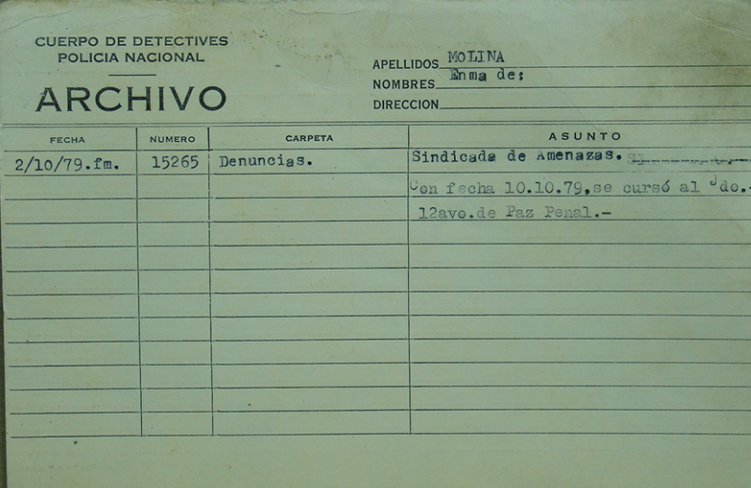 CUERPO DE DETECTIVES
POLICIA NACIONAL
ARCHIVO
APELLIDOS MOLINA
NOMBRES Enma de:
DIRECCION
FECHA NUMERO CARPETA ASUNTO
2/10/79.fm. 15265 Denuncias. Sindicada de Amenazas.
Con fecha 10.10.79,se cursó al Jdo.
12avo.de Paz Penal.-